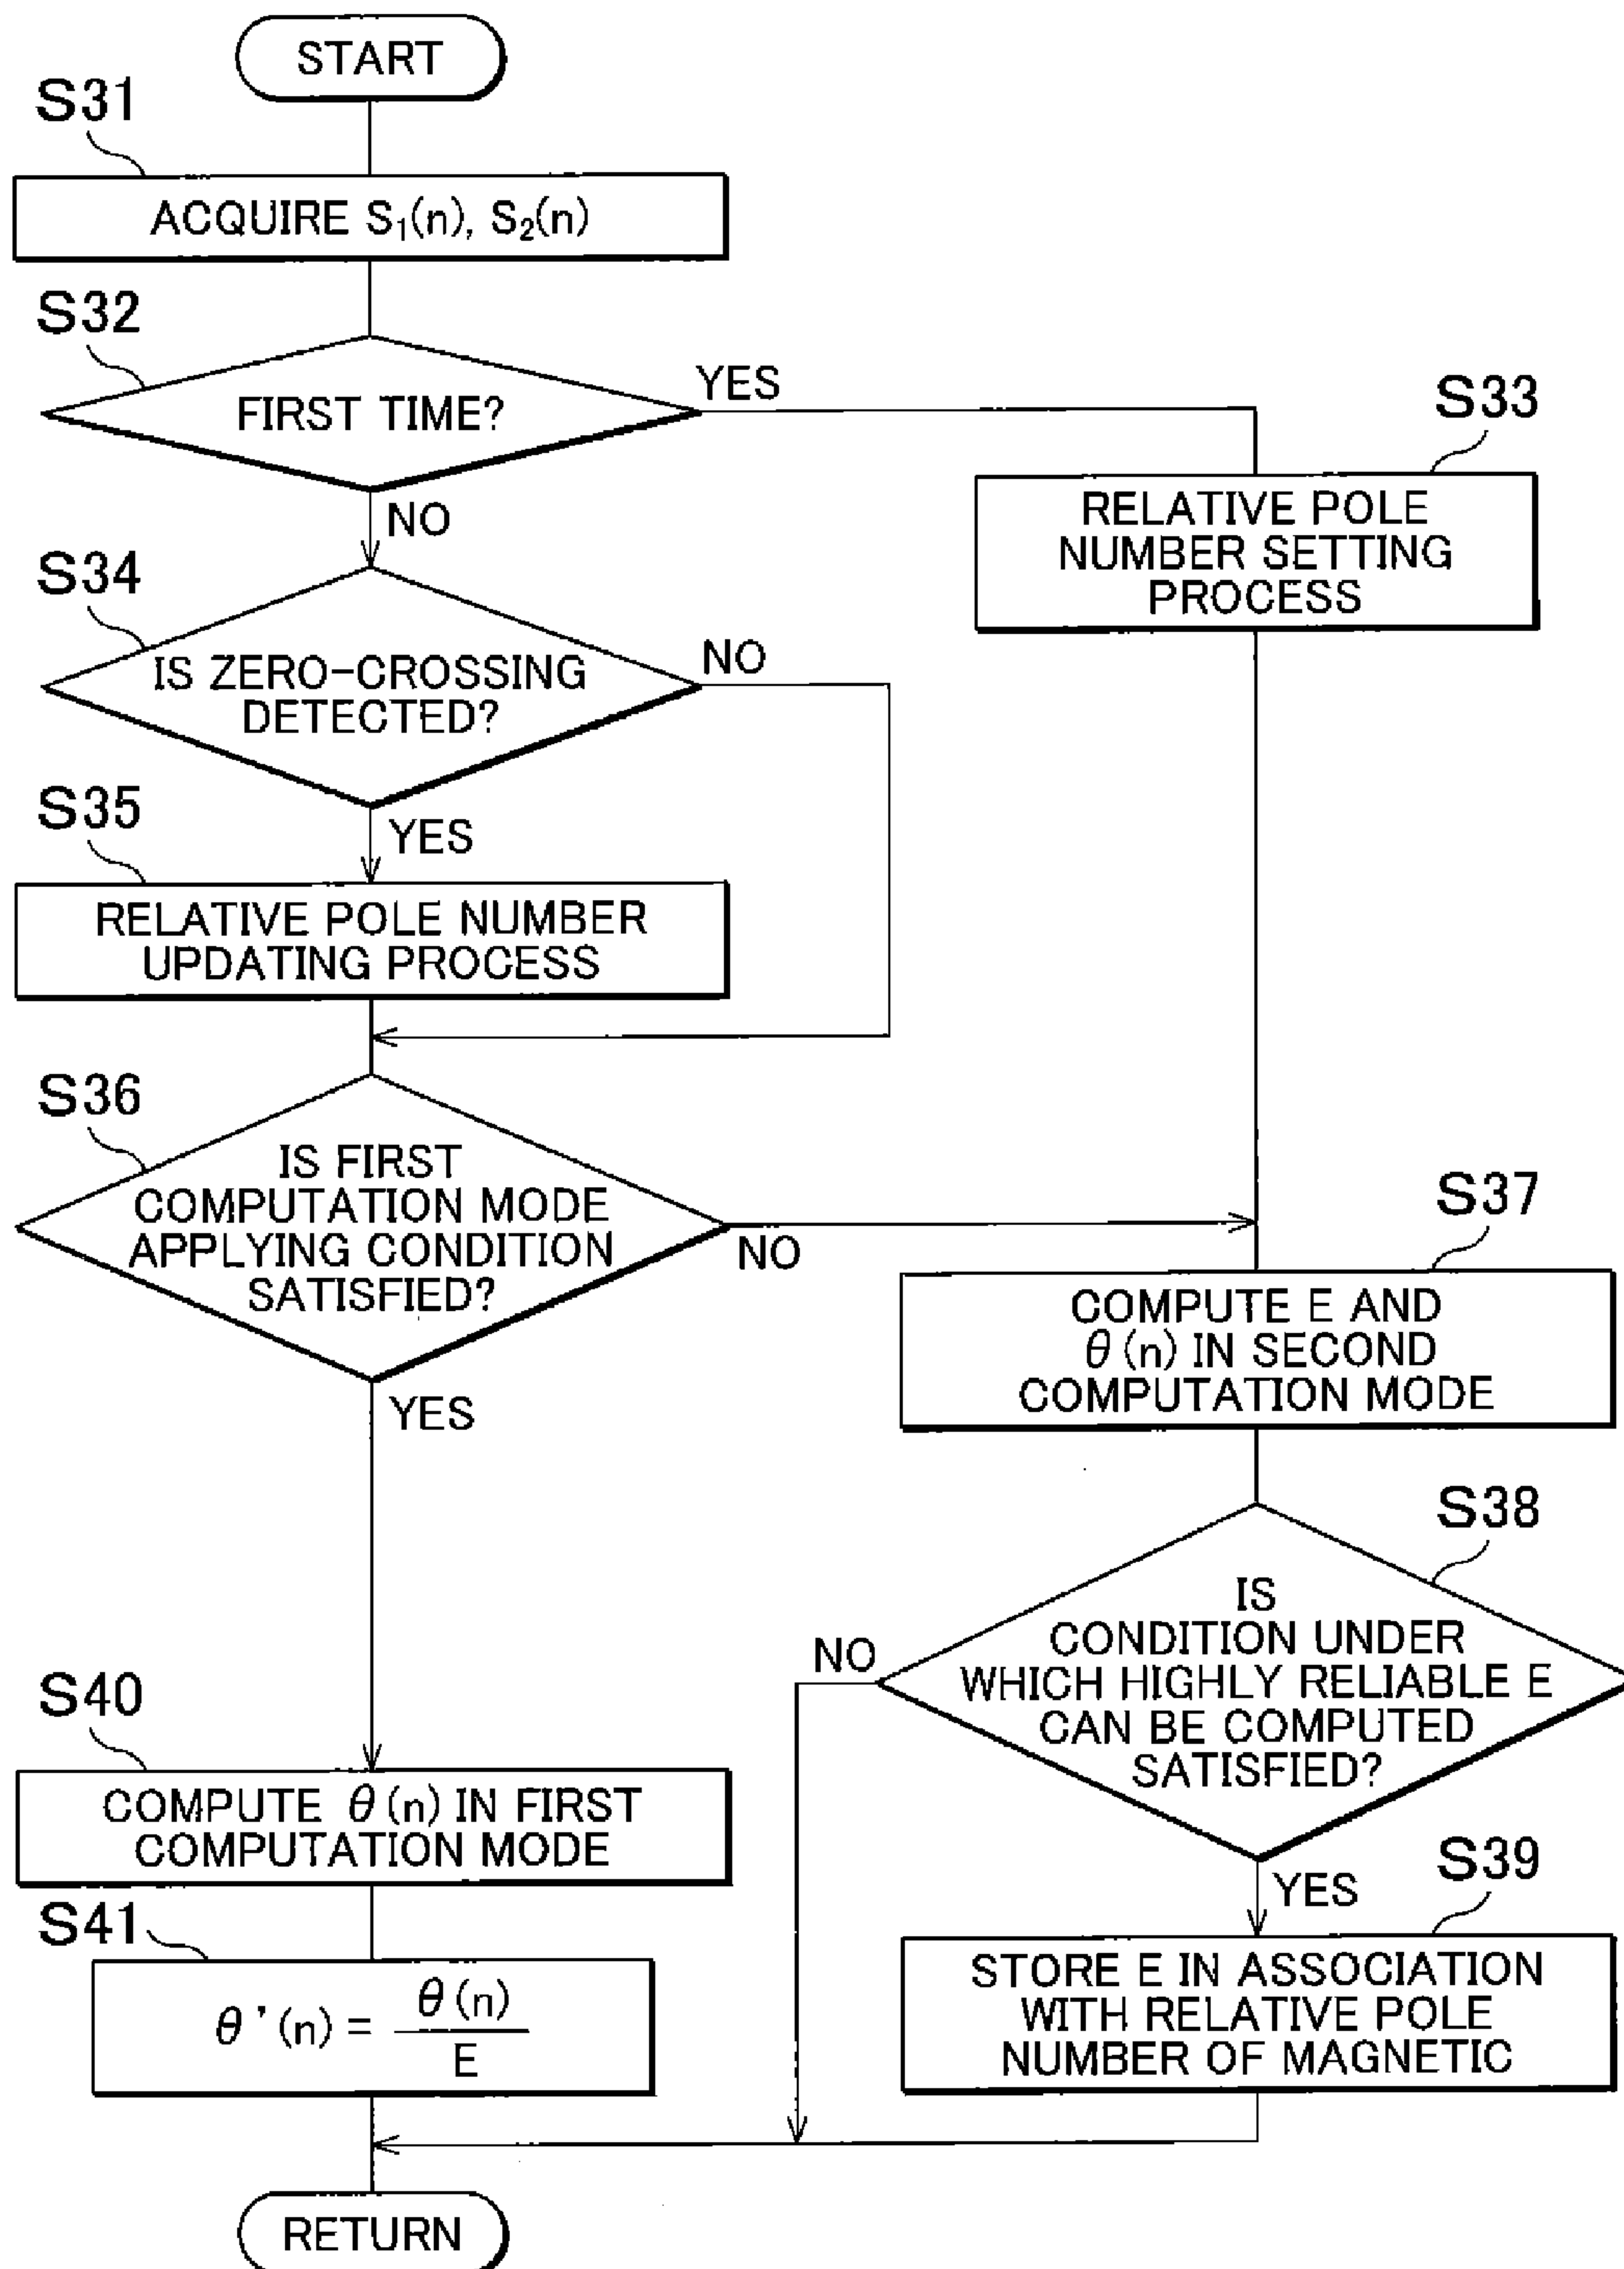 START
S31
ACQUIRE S₁(n), S₂(n)
S32
FIRST TIME?
YES
NO
S33
RELATIVE POLE
NUMBER SETTING
PROCESS
S34
IS ZERO-CROSSING
DETECTED?
NO
YES
S35
RELATIVE POLE NUMBER
UPDATING PROCESS
S36
IS FIRST
COMPUTATION MODE
APPLYING CONDITION
SATISFIED?
NO
YES
S37
COMPUTE E AND
θ(n) IN SECOND
COMPUTATION MODE
S38
IS
CONDITION UNDER
WHICH HIGHLY RELIABLE E
CAN BE COMPUTED
SATISFIED?
NO
YES
S39
STORE E IN ASSOCIATION
WITH RELATIVE POLE
NUMBER OF MAGNETIC
S40
COMPUTE θ(n) IN FIRST
COMPUTATION MODE
S41
θ'(n) = θ(n) / E
RETURN